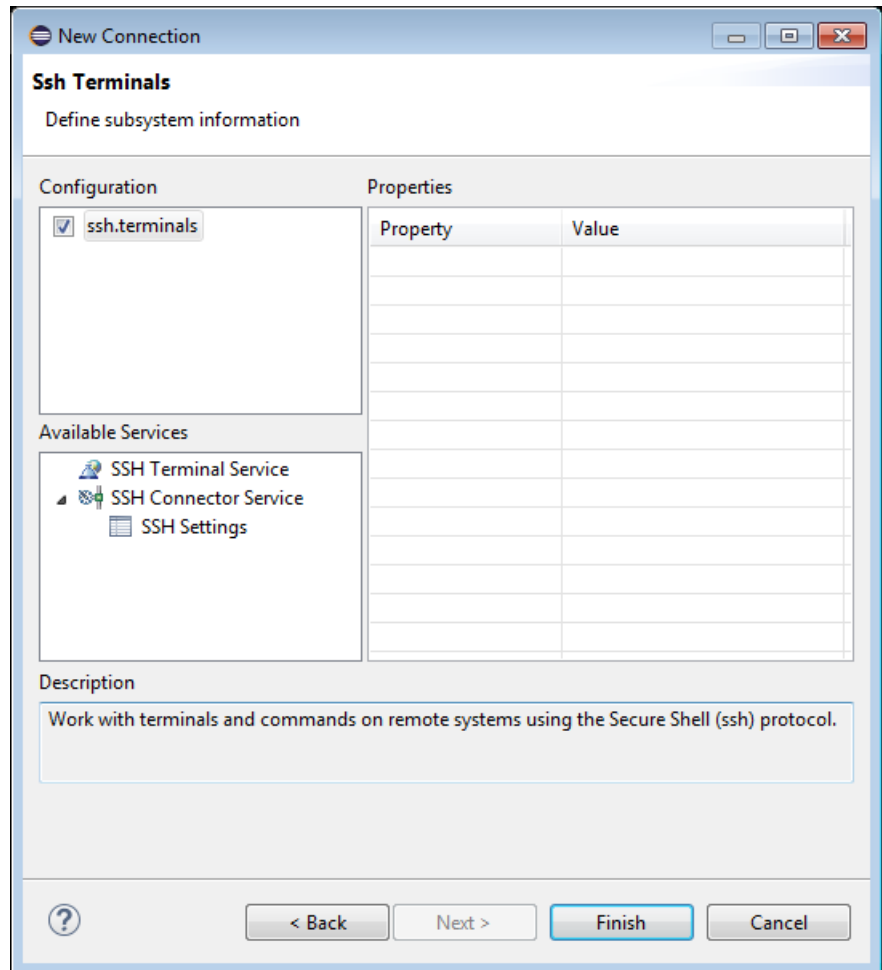 New Connection
Ssh Terminals
Define subsystem information
Configuration
Properties
ssh.terminals
Property Value
Available Services
SSH Terminal Service
SSH Connector Service
SSH Settings
Description
Work with terminals and commands on remote systems using the Secure Shell (ssh) protocol.
? < Back Next > Finish Cancel